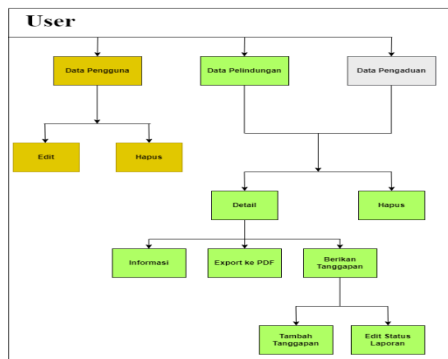 User
Data Pengguna
Data Pelindungan
Data Pengaduan
Edit
Hapus
Detail
Hapus
Informasi
Export ke PDF
Berikan
Tanggapan
Tambah
Tanggapan
Edit Status
Laporan